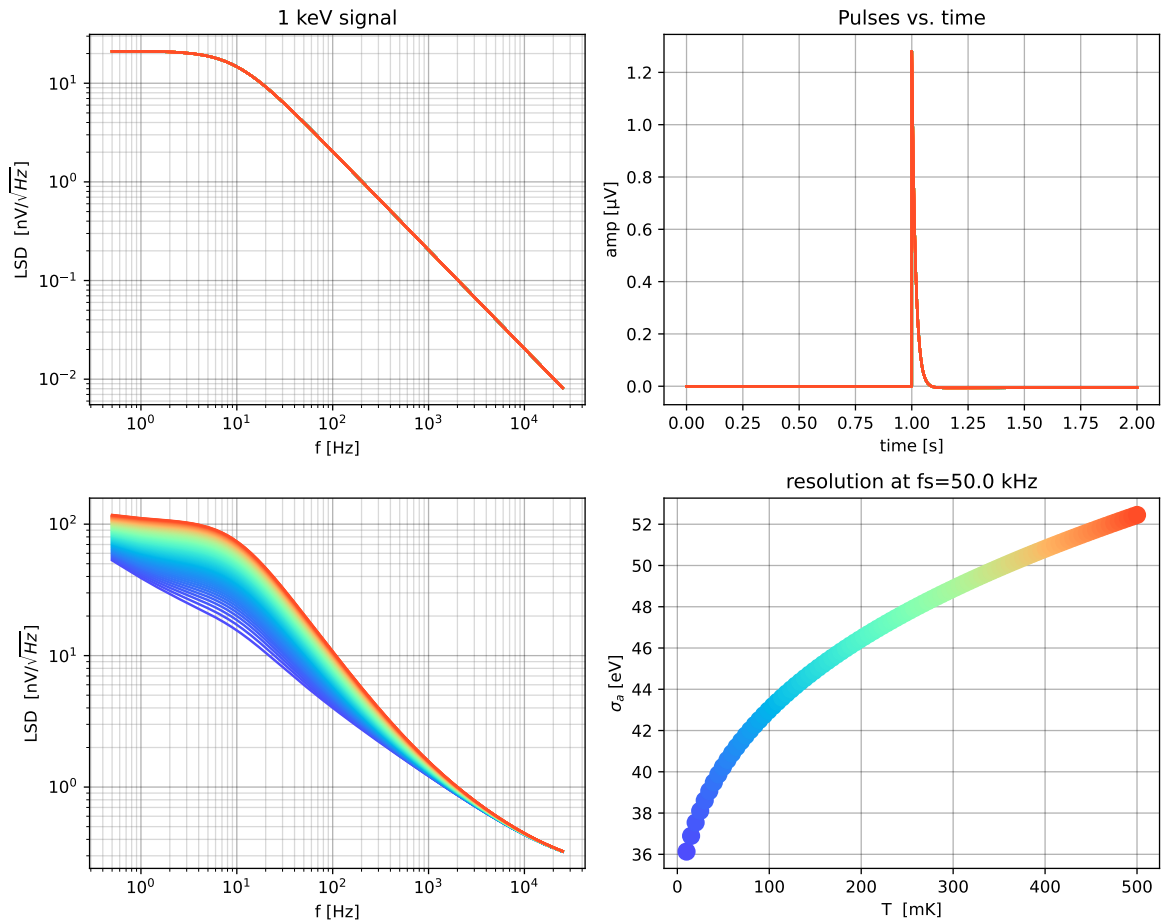 1 keV signal
LSD [nV/√Hz]
10¹
10⁰
10⁻¹
10⁻²
10⁰ 10¹ 10² 10³ 10⁴
f [Hz]
Pulses vs. time
amp [µV]
1.2
1.0
0.8
0.6
0.4
0.2
0.0
0.00 0.25 0.50 0.75 1.00 1.25 1.50 1.75 2.00
time [s]
LSD [nV/√Hz]
10²
10¹
10⁰
10⁰ 10¹ 10² 10³ 10⁴
f [Hz]
resolution at fs=50.0 kHz
σₐ [eV]
52
50
48
46
44
42
40
38
36
0 100 200 300 400 500
T [mK]